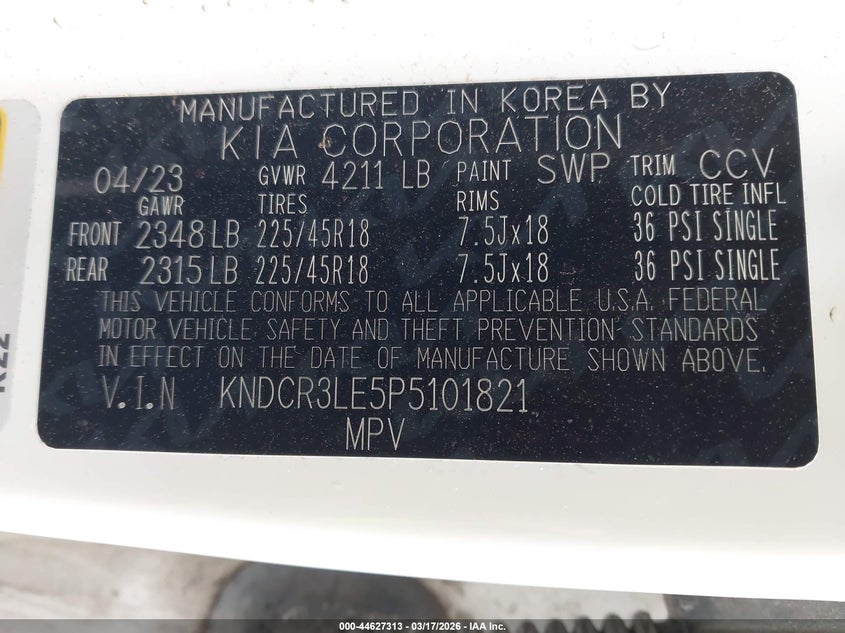 MANUFACTURED IN KOREA BY
KIA CORPORATION
04/23 GVWR 4211 LB PAINT SWP TRIM CCV
GAWR TIRES RIMS COLD TIRE INFL
FRONT 2348 LB 225/45R18 7.5Jx18 36 PSI SINGLE
REAR 2315 LB 225/45R18 7.5Jx18 36 PSI SINGLE
THIS VEHICLE CONFORMS TO ALL APPLICABLE U.S.A. FEDERAL
MOTOR VEHICLE SAFETY AND THEFT PREVENTION STANDARDS
IN EFFECT ON THE DATE OF MANUFACTURE SHOWN ABOVE.
V.I.N KNDCR3LE5P5101821
MPV
000-44627313 — 03/17/2026 — IAA Inc.